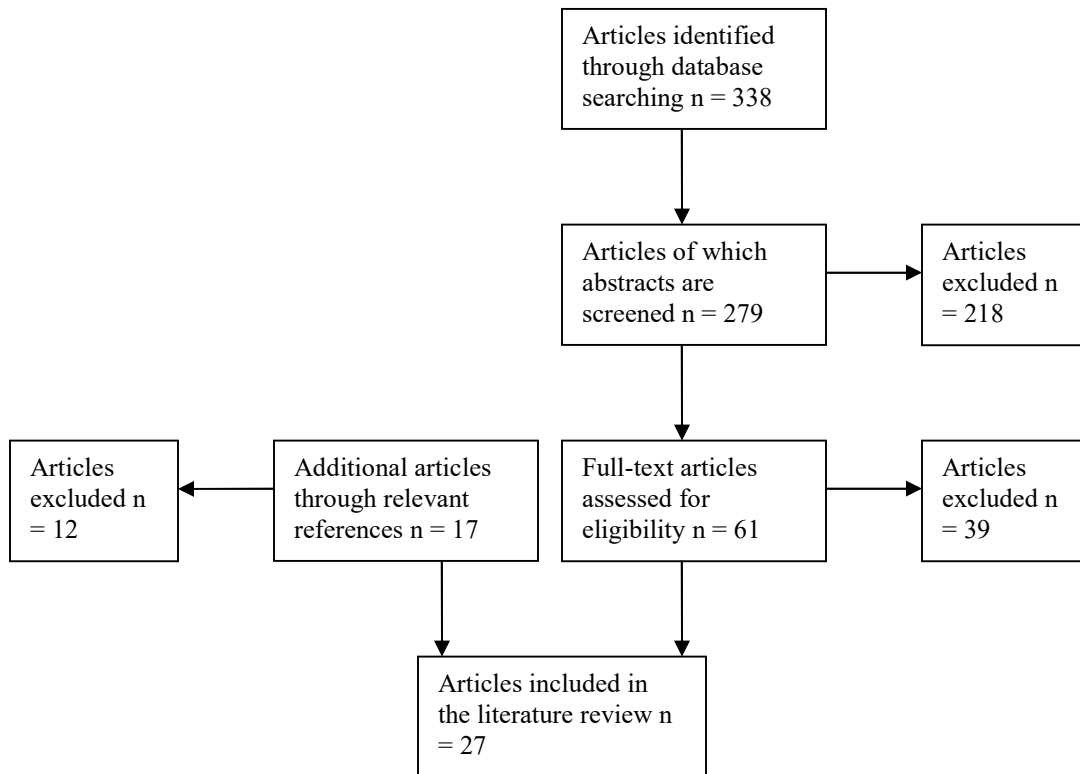 Articles identified
through database
searching n = 338
Articles of which
abstracts are
screened n = 279
Articles
excluded n
= 218
Articles
excluded n
= 12
Additional articles
through relevant
references n = 17
Full-text articles
assessed for
eligibility n = 61
Articles
excluded n
= 39
Articles included in
the literature review n
= 27